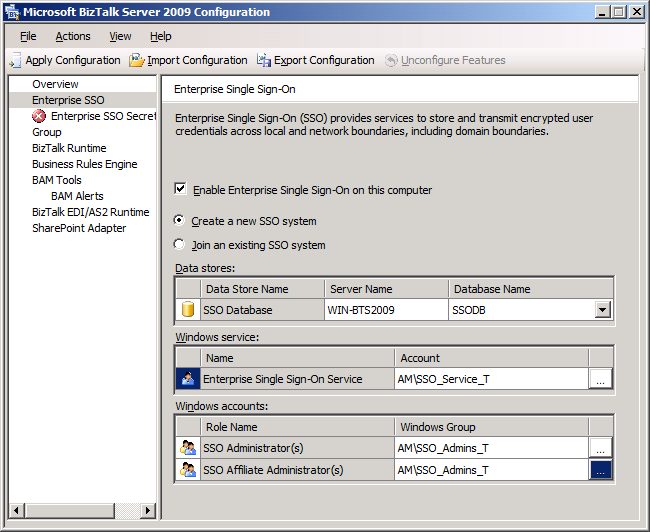 Microsoft BizTalk Server 2009 Configuration
File Actions View Help
Apply Configuration Import Configuration Export Configuration Unconfigure Features
Overview
Enterprise SSO
Enterprise SSO Secret
Group
BizTalk Runtime
Business Rules Engine
BAM Tools
BAM Alerts
BizTalk EDI/AS2 Runtime
SharePoint Adapter
Enterprise Single Sign-On
Enterprise Single Sign-On (SSO) provides services to store and transmit encrypted user
credentials across local and network boundaries, including domain boundaries.
Enable Enterprise Single Sign-On on this computer
Create a new SSO system
Join an existing SSO system
Data stores:
Data Store Name Server Name Database Name
SSO Database WIN-BTS2009 SSODB
Windows service:
Name Account
Enterprise Single Sign-On Service AM\SSO_Service_T ...
Windows accounts:
Role Name Windows Group
SSO Administrator(s) AM\SSO_Admins_T ...
SSO Affiliate Administrator(s) AM\SSO_Admins_T ...